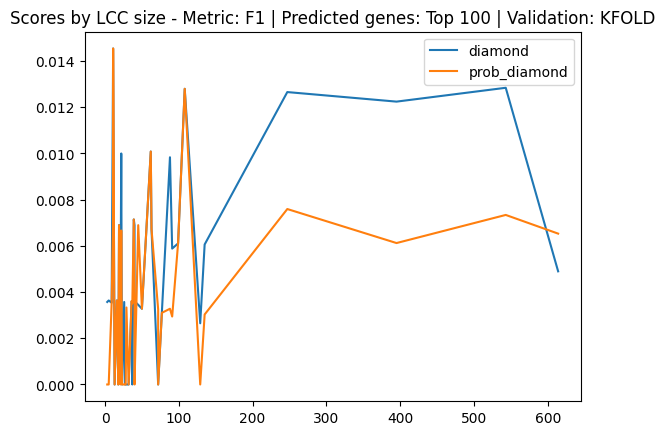 Scores by LCC size - Metric: F1 | Predicted genes: Top 100 | Validation: KFOLD
diamond
prob_diamond
0.014
0.012
0.010
0.008
0.006
0.004
0.002
0.000
0 100 200 300 400 500 600